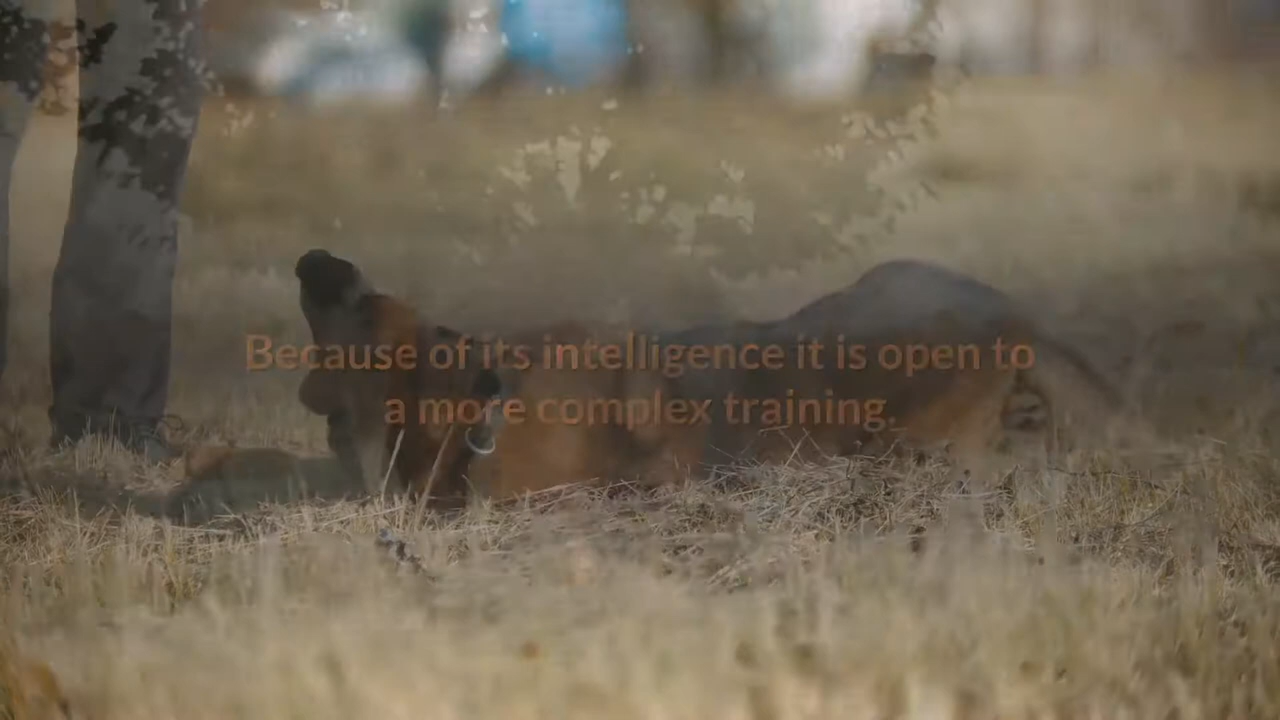 Because of its intelligence it is open to
a more complex training.